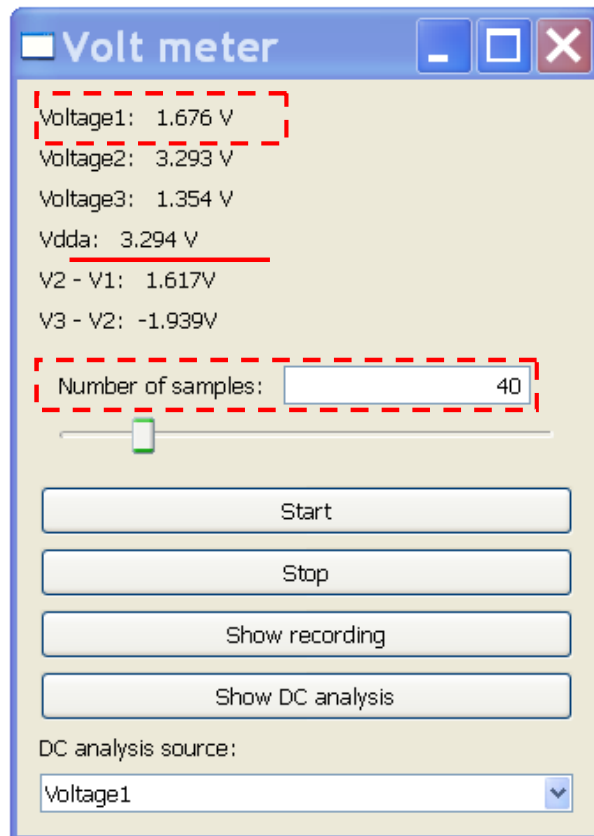 Volt meter
Voltage1: 1.676 V
Voltage2: 3.293 V
Voltage3: 1.354 V
Vdda: 3.294 V
V2 - V1: 1.617V
V3 - V2: -1.939V
Number of samples: 40
Start
Stop
Show recording
Show DC analysis
DC analysis source:
Voltage1